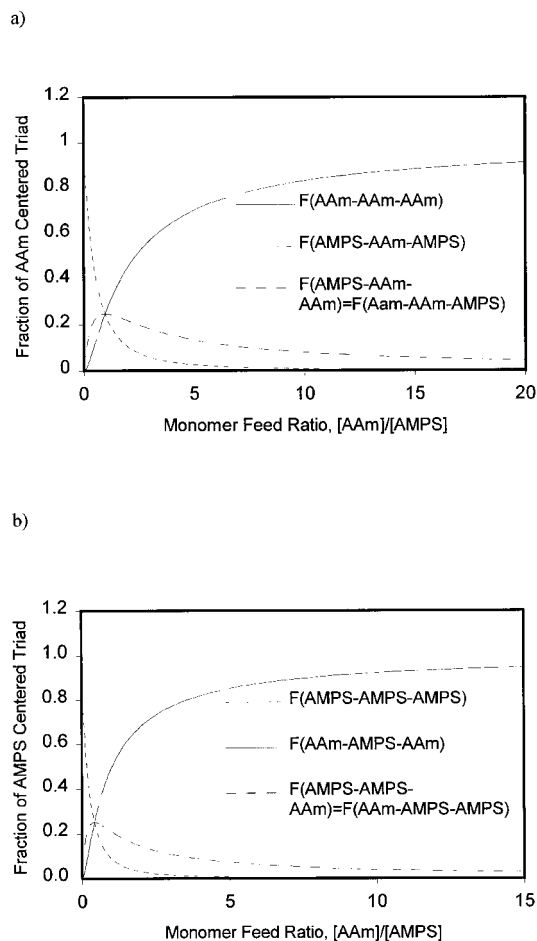 a)
1.2
1
0.8
0.6
0.4
0.2
0
Fraction of AAm Centered Triad
F(AAm-AAm-AAm)
F(AMPS-AAm-AMPS)
F(AMPS-AAm-
AAm)=F(Aam-AAm-AMPS)
0 5 10 15 20
Monomer Feed Ratio, [AAm]/[AMPS]
b)
1.2
1.0
0.8
0.6
0.4
0.2
0
Fraction of AMPS Centered Triad
F(AMPS-AMPS-AMPS)
F(AAm-AMPS-AAm)
F(AMPS-AMPS-
AAm)=F(AAm-AMPS-AMPS)
0 5 10 15
Monomer Feed Ratio, [AAm]/[AMPS]